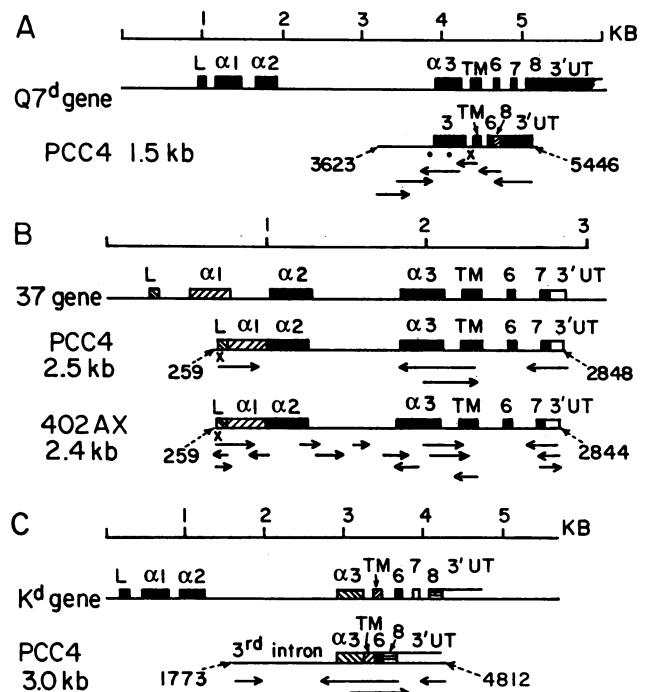 A
1 2 3 4 5 KB
L α1 α2 α3 TM 6 7 8 3'UT
Q7d gene
TM 8
3 6 3'UT
PCC4 1.5 kb
3623 5446
x
B
1 2 3
L α1 α2 α3 TM 6 7 3'UT
37 gene
PCC4
L α1 α2 α3 TM 6 7 3'UT
2.5 kb
x
259 2848
402AX
L α1 α2 α3 TM 6 7 3'UT
2.4 kb
x
259 2844
C
1 2 3 4 5 KB
TM 7 3'UT
L α1 α2 α3 6 8
Kd gene
TM
PCC4
3rd intron α3 6 8 3'UT
3.0 kb
1773 4812